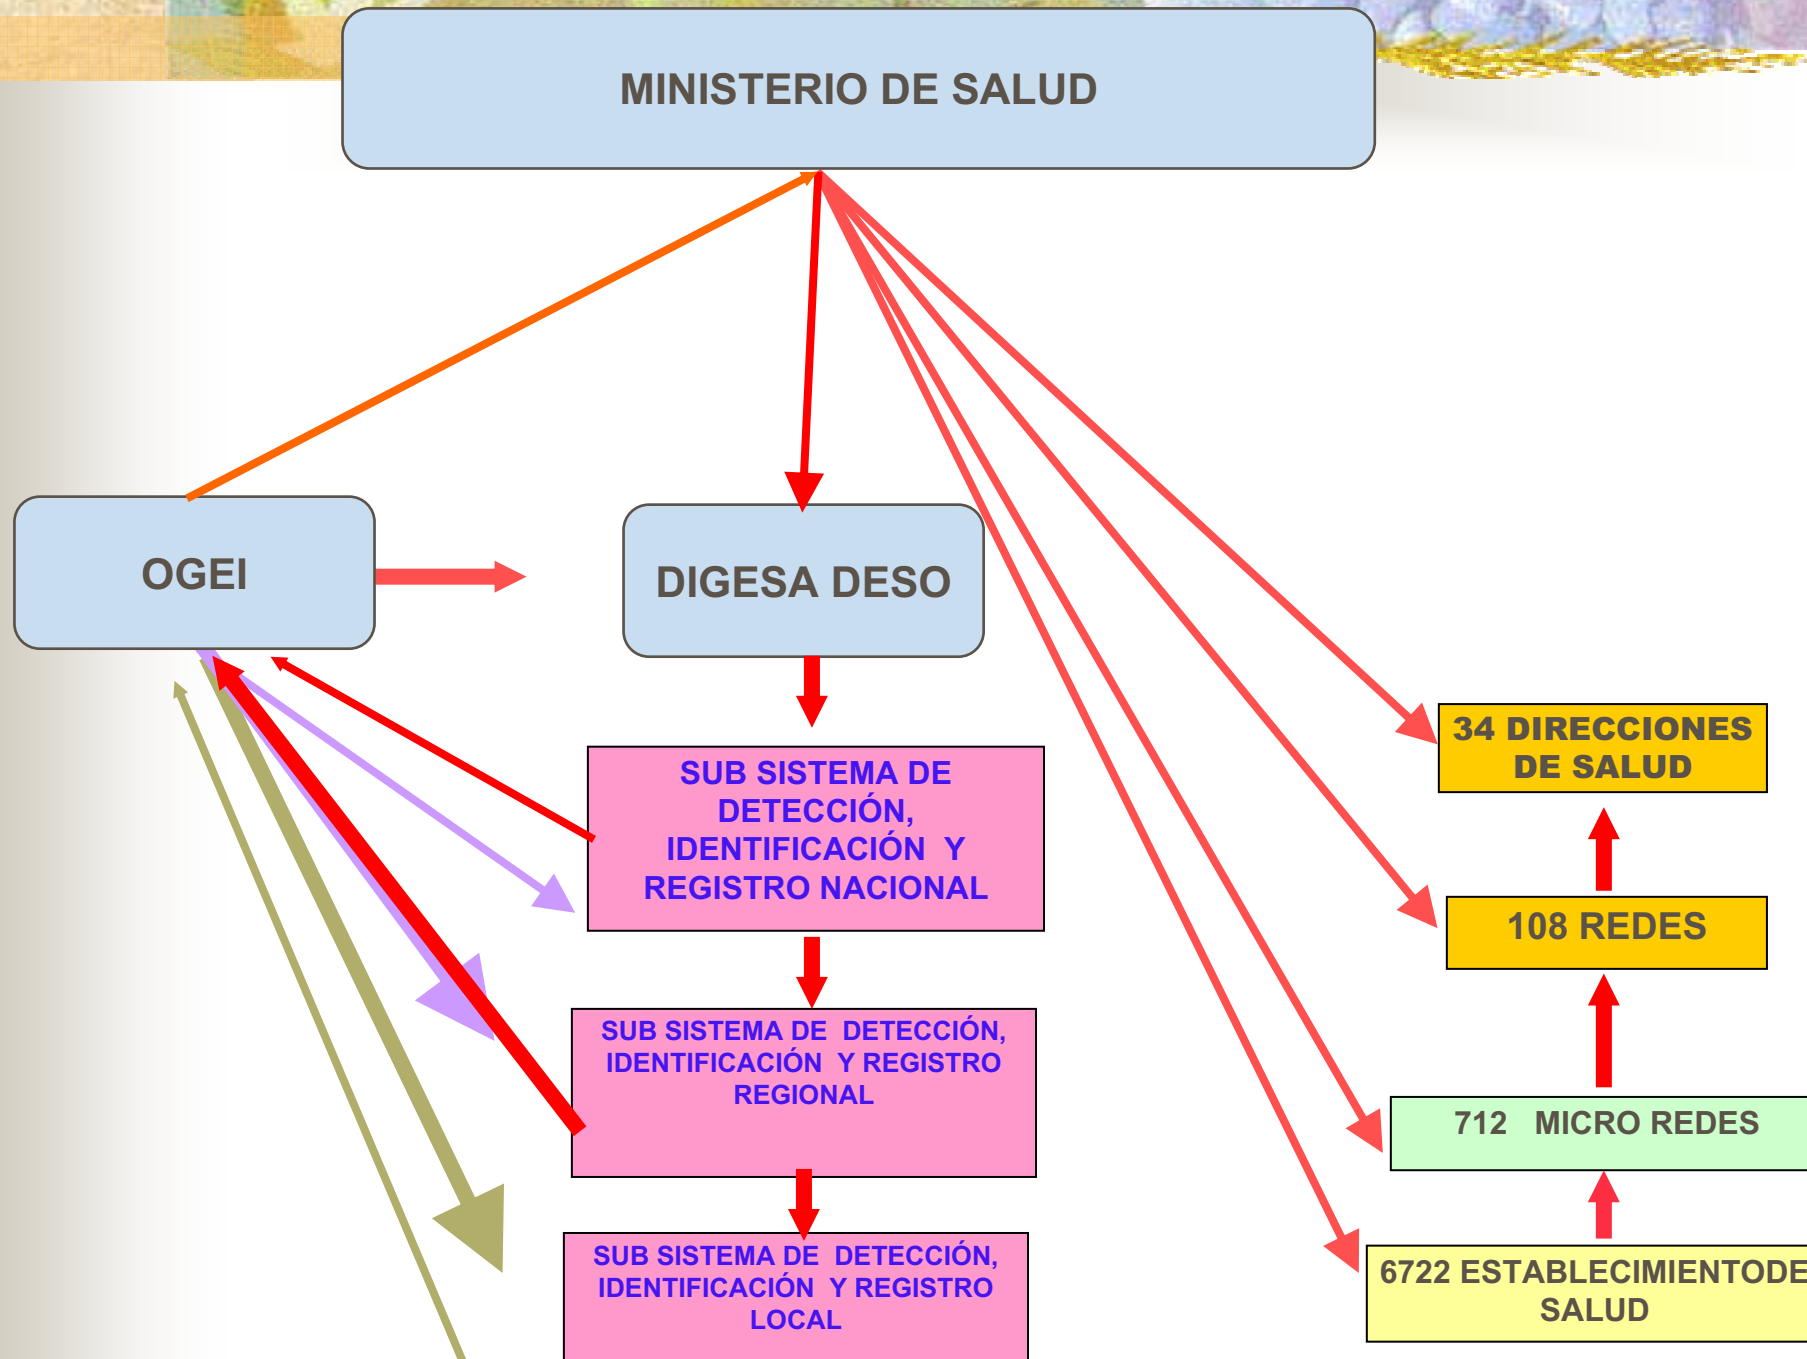 MINISTERIO DE SALUD
OGEI
DIGESA DESO
SUB SISTEMA DE
DETECCIÓN,
IDENTIFICACIÓN Y
REGISTRO NACIONAL
SUB SISTEMA DE DETECCIÓN,
IDENTIFICACIÓN Y REGISTRO
REGIONAL
SUB SISTEMA DE DETECCIÓN,
IDENTIFICACIÓN Y REGISTRO
LOCAL
34 DIRECCIONES
DE SALUD
108 REDES
712 MICRO REDES
6722 ESTABLECIMIENTODE
SALUD